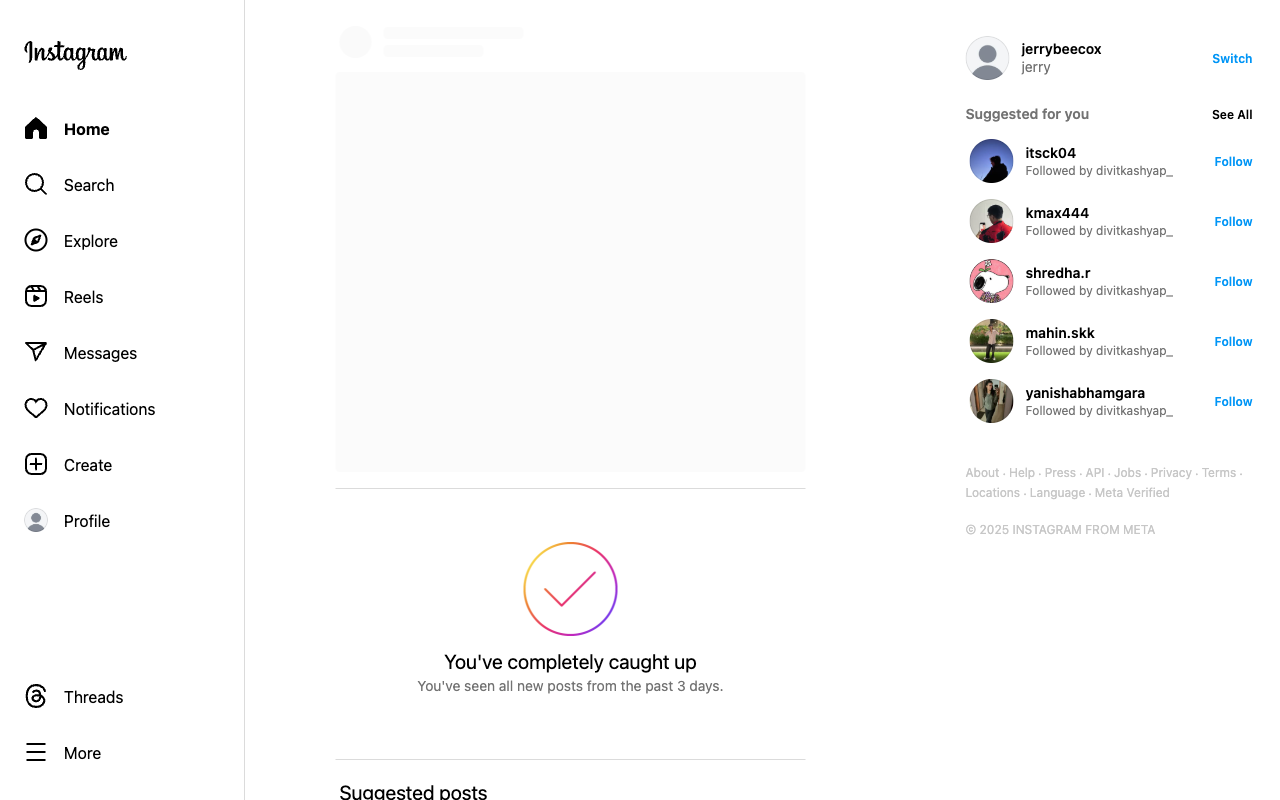 Instagram
Home
Search
Explore
Reels
Messages
Notifications
Create
Profile
Threads
More
You've completely caught up
You've seen all new posts from the past 3 days.
Suggested posts
jerrybeecox
jerry
Switch
Suggested for you
See All
itsck04
Followed by divitkashyap_
Follow
kmax444
Followed by divitkashyap_
Follow
shredha.r
Followed by divitkashyap_
Follow
mahin.skk
Followed by divitkashyap_
Follow
yanishabhamgara
Followed by divitkashyap_
Follow
About · Help · Press · API · Jobs · Privacy · Terms ·
Locations · Language · Meta Verified
© 2025 INSTAGRAM FROM META